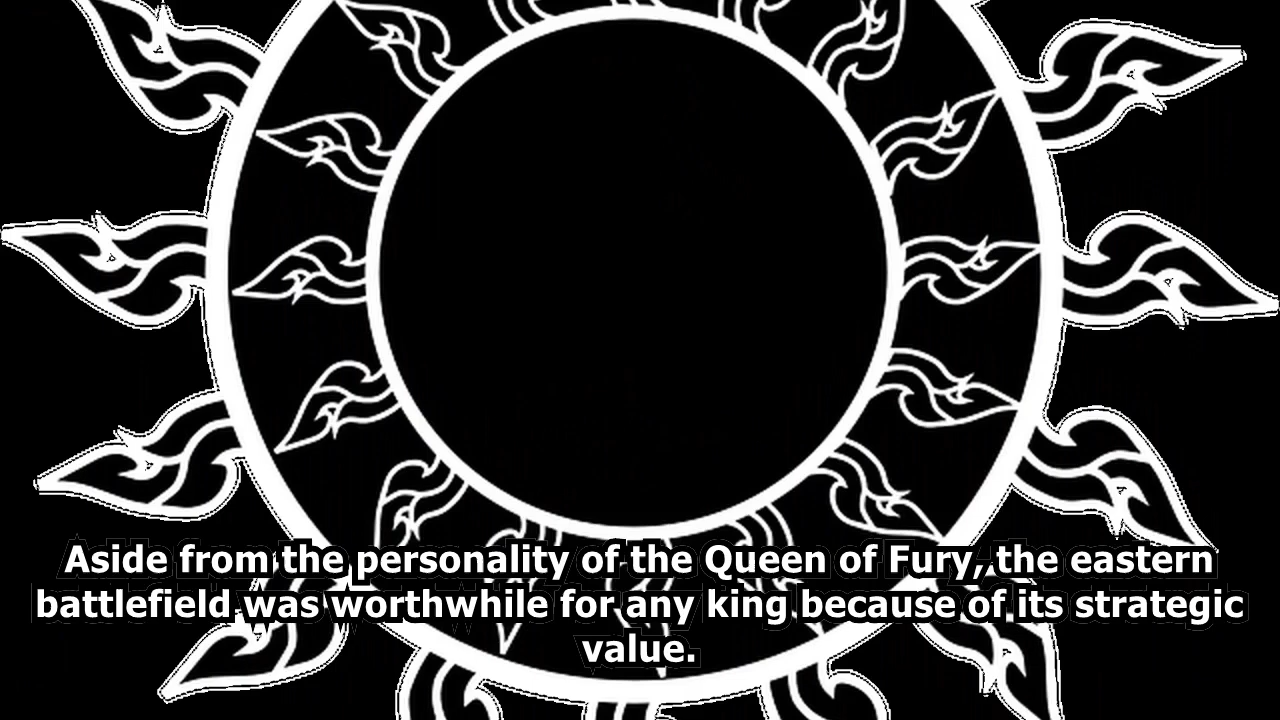 Aside from the personality of the Queen of Fury, the eastern
battlefield was worthwhile for any king because of its strategic
value.